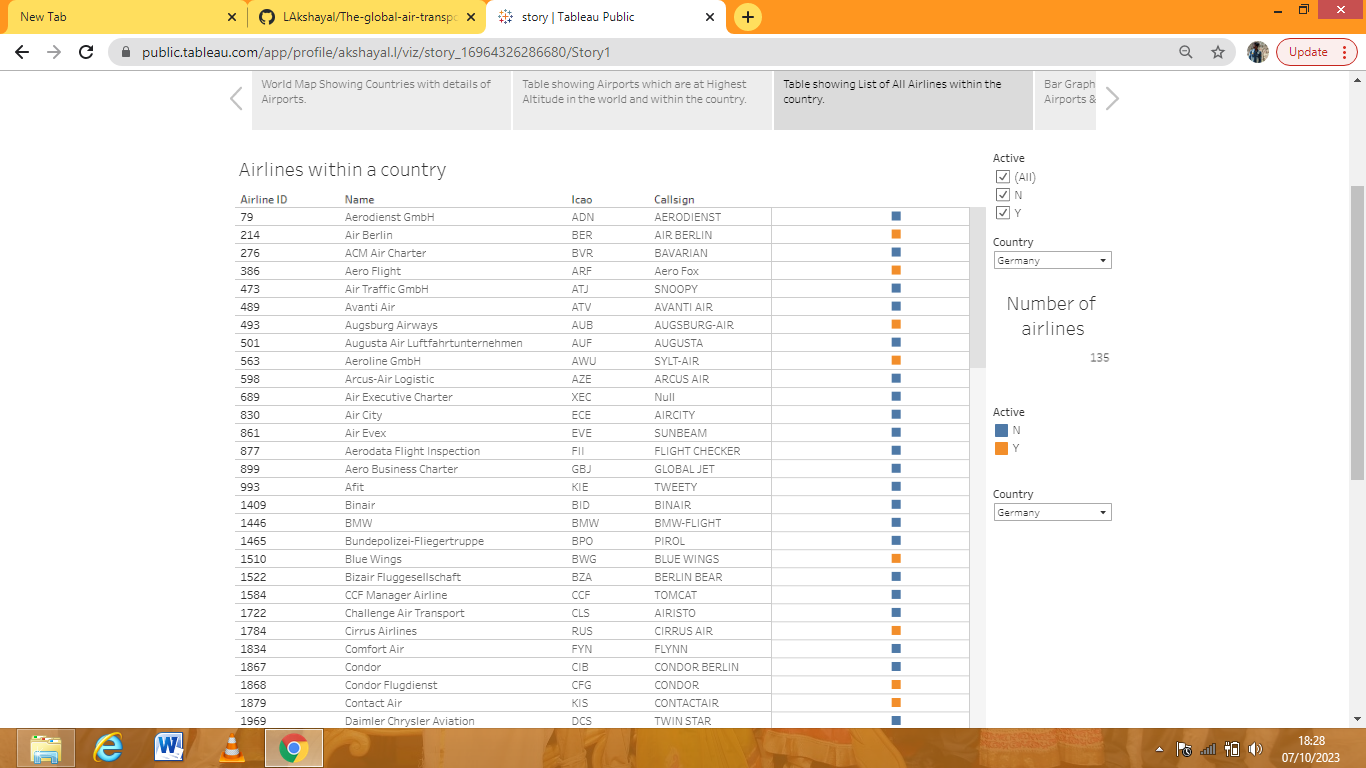 New Tab
LAkshayal/The-global-air-transpo
story | Tableau Public
public.tableau.com/app/profile/akshayal.l/viz/story_16964326286680/Story1
Update
World Map Showing Countries with details of
Airports.
Table showing Airports which are at Highest
Altitude in the world and within the country.
Table showing List of All Airlines within the
country.
Bar Graph
Airports &
Airlines within a country
Airline ID Name Icao Callsign
79 Aerodienst GmbH ADN AERODIENST
214 Air Berlin BER AIR BERLIN
276 ACM Air Charter BVR BAVARIAN
386 Aero Flight ARF Aero Fox
473 Air Traffic GmbH ATJ SNOOPY
489 Avanti Air ATV AVANTI AIR
493 Augsburg Airways AUB AUGSBURG-AIR
501 Augusta Air Luftfahrtunternehmen AUF AUGUSTA
563 Aeroline GmbH AWU SYLT-AIR
598 Arcus-Air Logistic AZE ARCUS AIR
689 Air Executive Charter XEC Null
830 Air City ECE AIRCITY
861 Air Evex EVE SUNBEAM
877 Aerodata Flight Inspection FII FLIGHT CHECKER
899 Aero Business Charter GBJ GLOBAL JET
993 Afit KIE TWEETY
1409 Binair BID BINAIR
1446 BMW BMW BMW-FLIGHT
1465 Bundepolizei-Fliegertruppe BPO PIROL
1510 Blue Wings BWG BLUE WINGS
1522 Bizair Fluggesellschaft BZA BERLIN BEAR
1584 CCF Manager Airline CCF TOMCAT
1722 Challenge Air Transport CLS AIRISTO
1784 Cirrus Airlines RUS CIRRUS AIR
1834 Comfort Air FYN FLYNN
1867 Condor CIB CONDOR BERLIN
1868 Condor Flugdienst CFG CONDOR
1879 Contact Air KIS CONTACTAIR
1969 Daimler Chrysler Aviation DCS TWIN STAR
Active
(All)
N
Y
Country
Germany
Number of
airlines
135
Active
N
Y
Country
Germany
18:28
07/10/2023